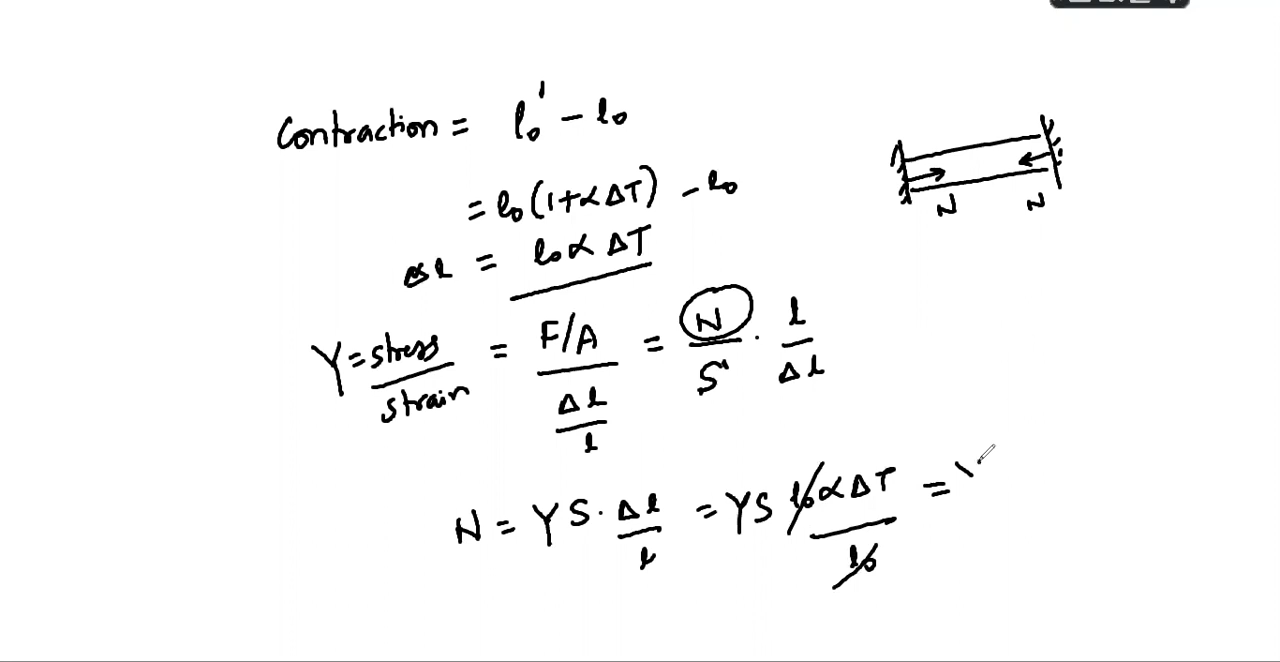 Contraction = l₀' - l₀
= l₀(1+αΔT) - l₀
Δl = l₀αΔT
N N
Y = stress/strain = (F/A)/(Δl/l) = N/S · l/Δl
N = YS · Δl/l = YS l₀αΔT/l₀ =